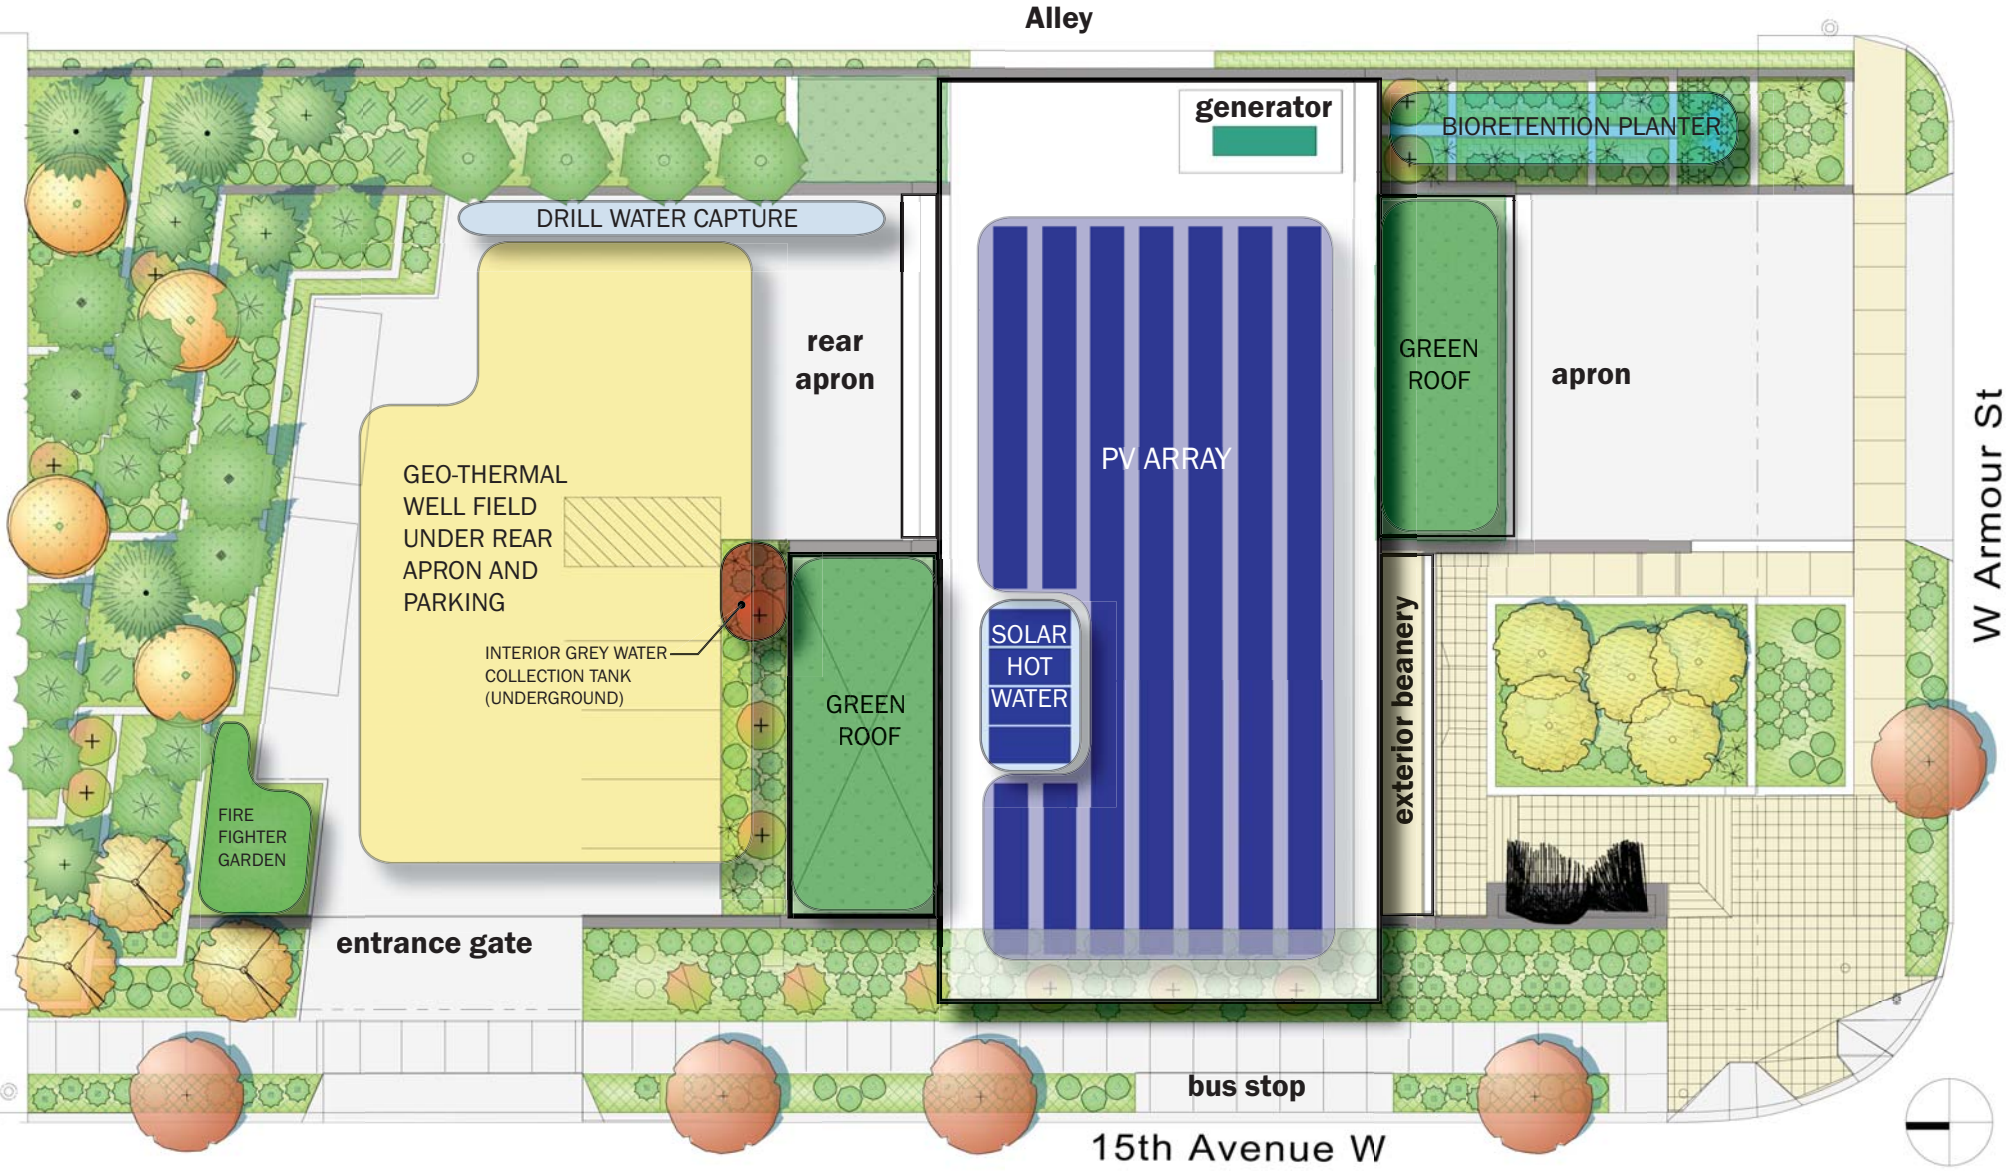 Alley
generator
BIORETENTION PLANTER
DRILL WATER CAPTURE
rear
apron
GREEN
ROOF
apron
PV ARRAY
GEO-THERMAL
WELL FIELD
UNDER REAR
APRON AND
PARKING
INTERIOR GREY WATER
COLLECTION TANK
(UNDERGROUND)
SOLAR
HOT
WATER
GREEN
ROOF
exterior beanery
W Armour St
FIRE
FIGHTER
GARDEN
entrance gate
bus stop
15th Avenue W